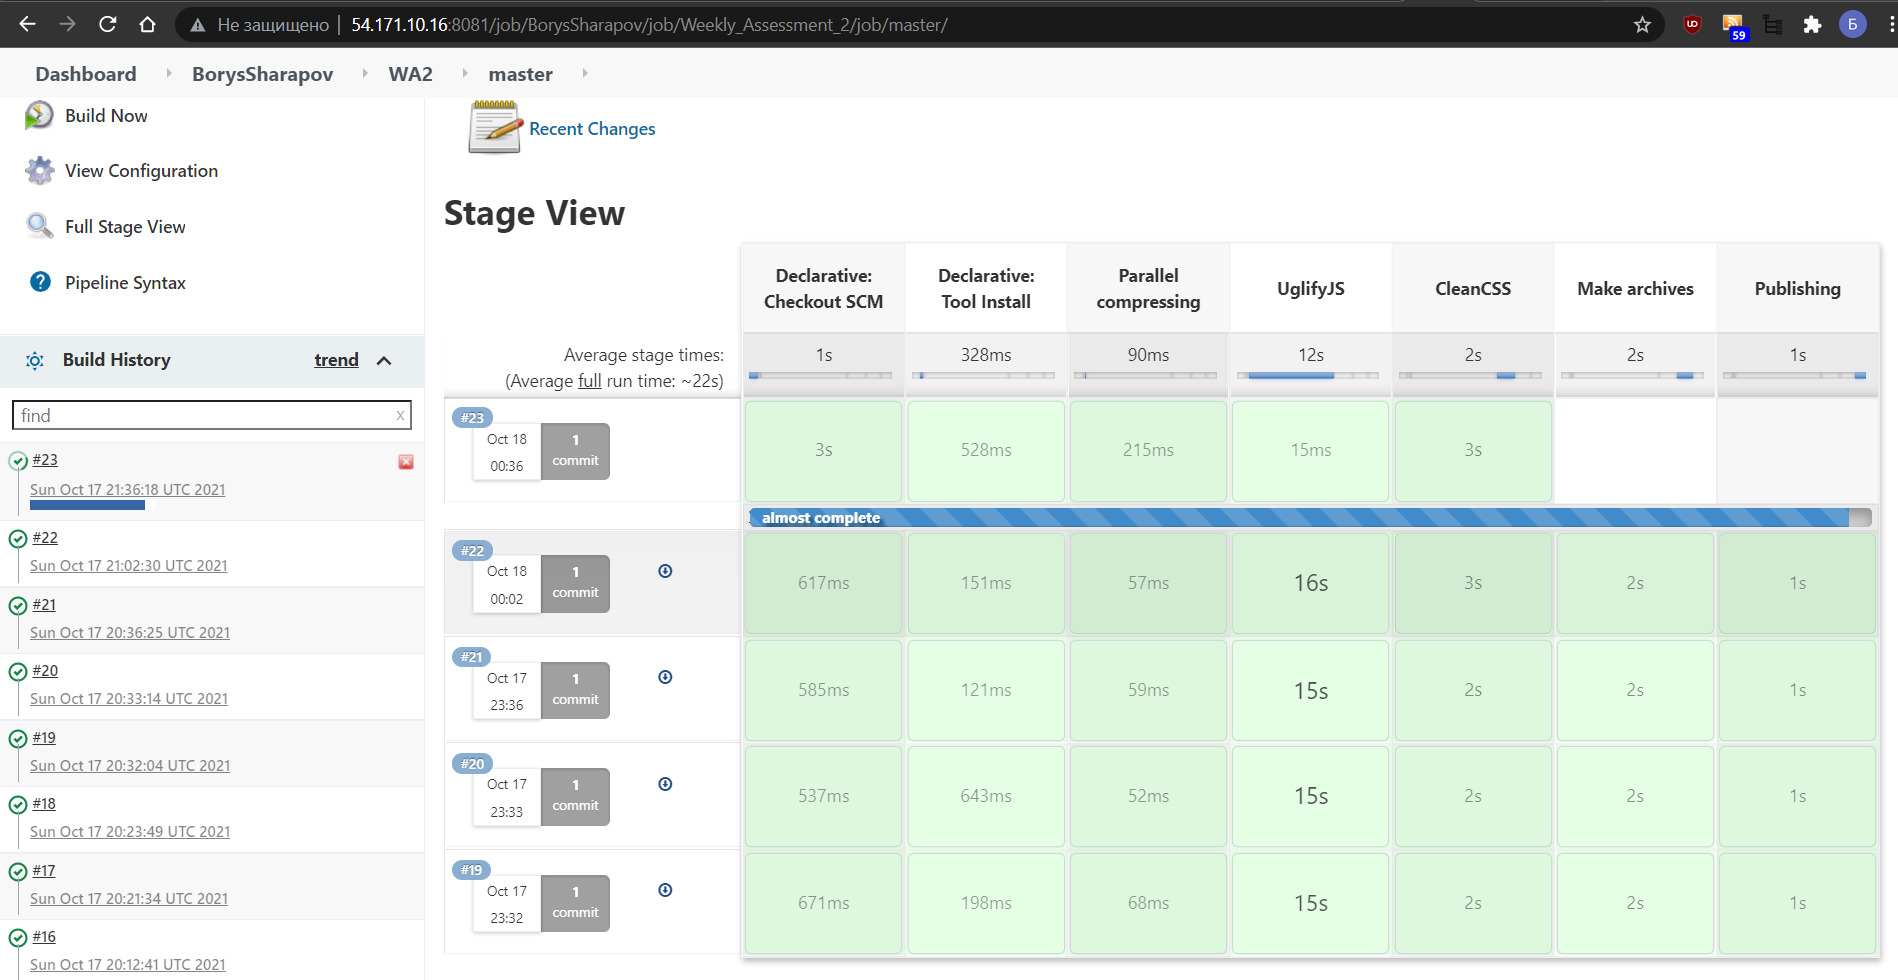 Не защищено | 54.171.10.16:8081/job/BorysSharapov/job/Weekly_Assessment_2/job/master/
59
Б
Dashboard BorysSharapov WA2 master
Build Now
View Configuration
Full Stage View
Pipeline Syntax
Build History trend
find x
#23
Sun Oct 17 21:36:18 UTC 2021
#22
Sun Oct 17 21:02:30 UTC 2021
#21
Sun Oct 17 20:36:25 UTC 2021
#20
Sun Oct 17 20:33:14 UTC 2021
#19
Sun Oct 17 20:32:04 UTC 2021
#18
Sun Oct 17 20:23:49 UTC 2021
#17
Sun Oct 17 20:21:34 UTC 2021
#16
Sun Oct 17 20:12:41 UTC 2021
Recent Changes
Stage View
Declarative: Checkout SCM
Declarative: Tool Install
Parallel compressing
UglifyJS
CleanCSS
Make archives
Publishing
Average stage times:
(Average full run time: ~22s)
1s 328ms 90ms 12s 2s 2s 1s
#23
Oct 18
00:36
1
commit
3s 528ms 215ms 15ms 3s
almost complete
#22
Oct 18
00:02
1
commit
617ms 151ms 57ms 16s 3s 2s 1s
#21
Oct 17
23:36
1
commit
585ms 121ms 59ms 15s 2s 2s 1s
#20
Oct 17
23:33
1
commit
537ms 643ms 52ms 15s 2s 2s 1s
#19
Oct 17
23:32
1
commit
671ms 198ms 68ms 15s 2s 2s 1s